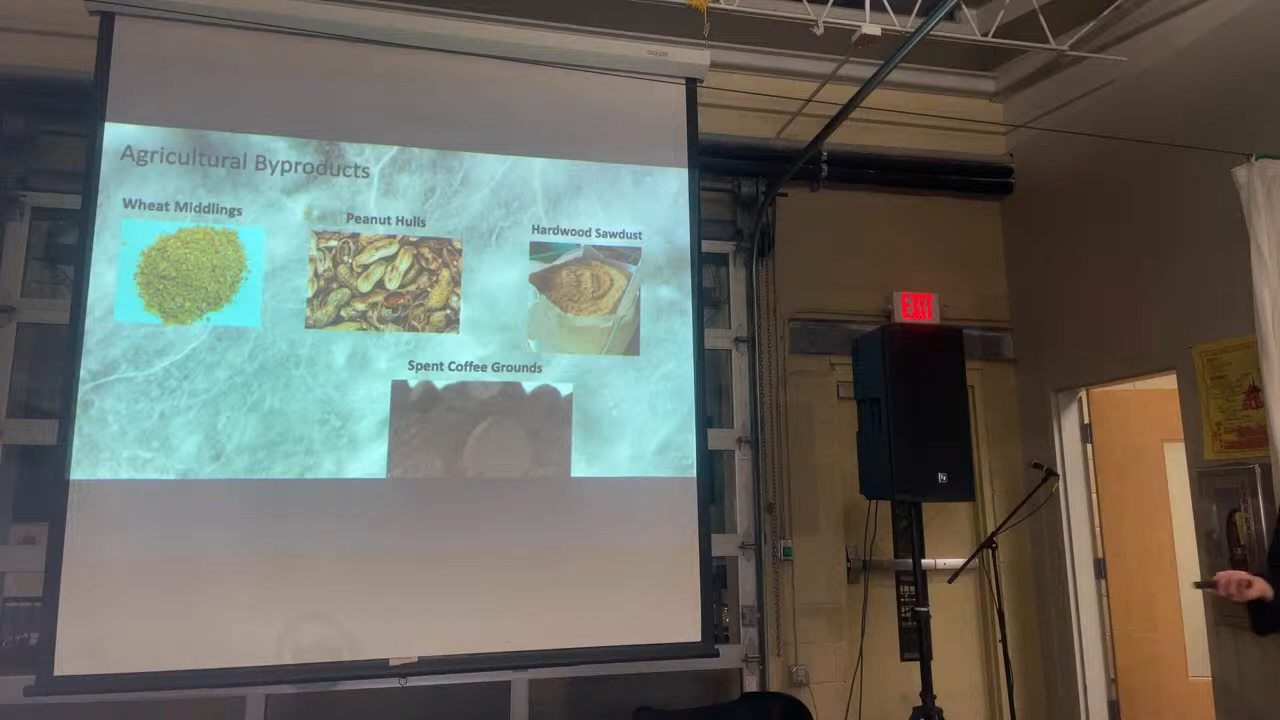 Agricultural Byproducts
Wheat Middlings
Peanut Hulls
Hardwood Sawdust
Spent Coffee Grounds
EXIT